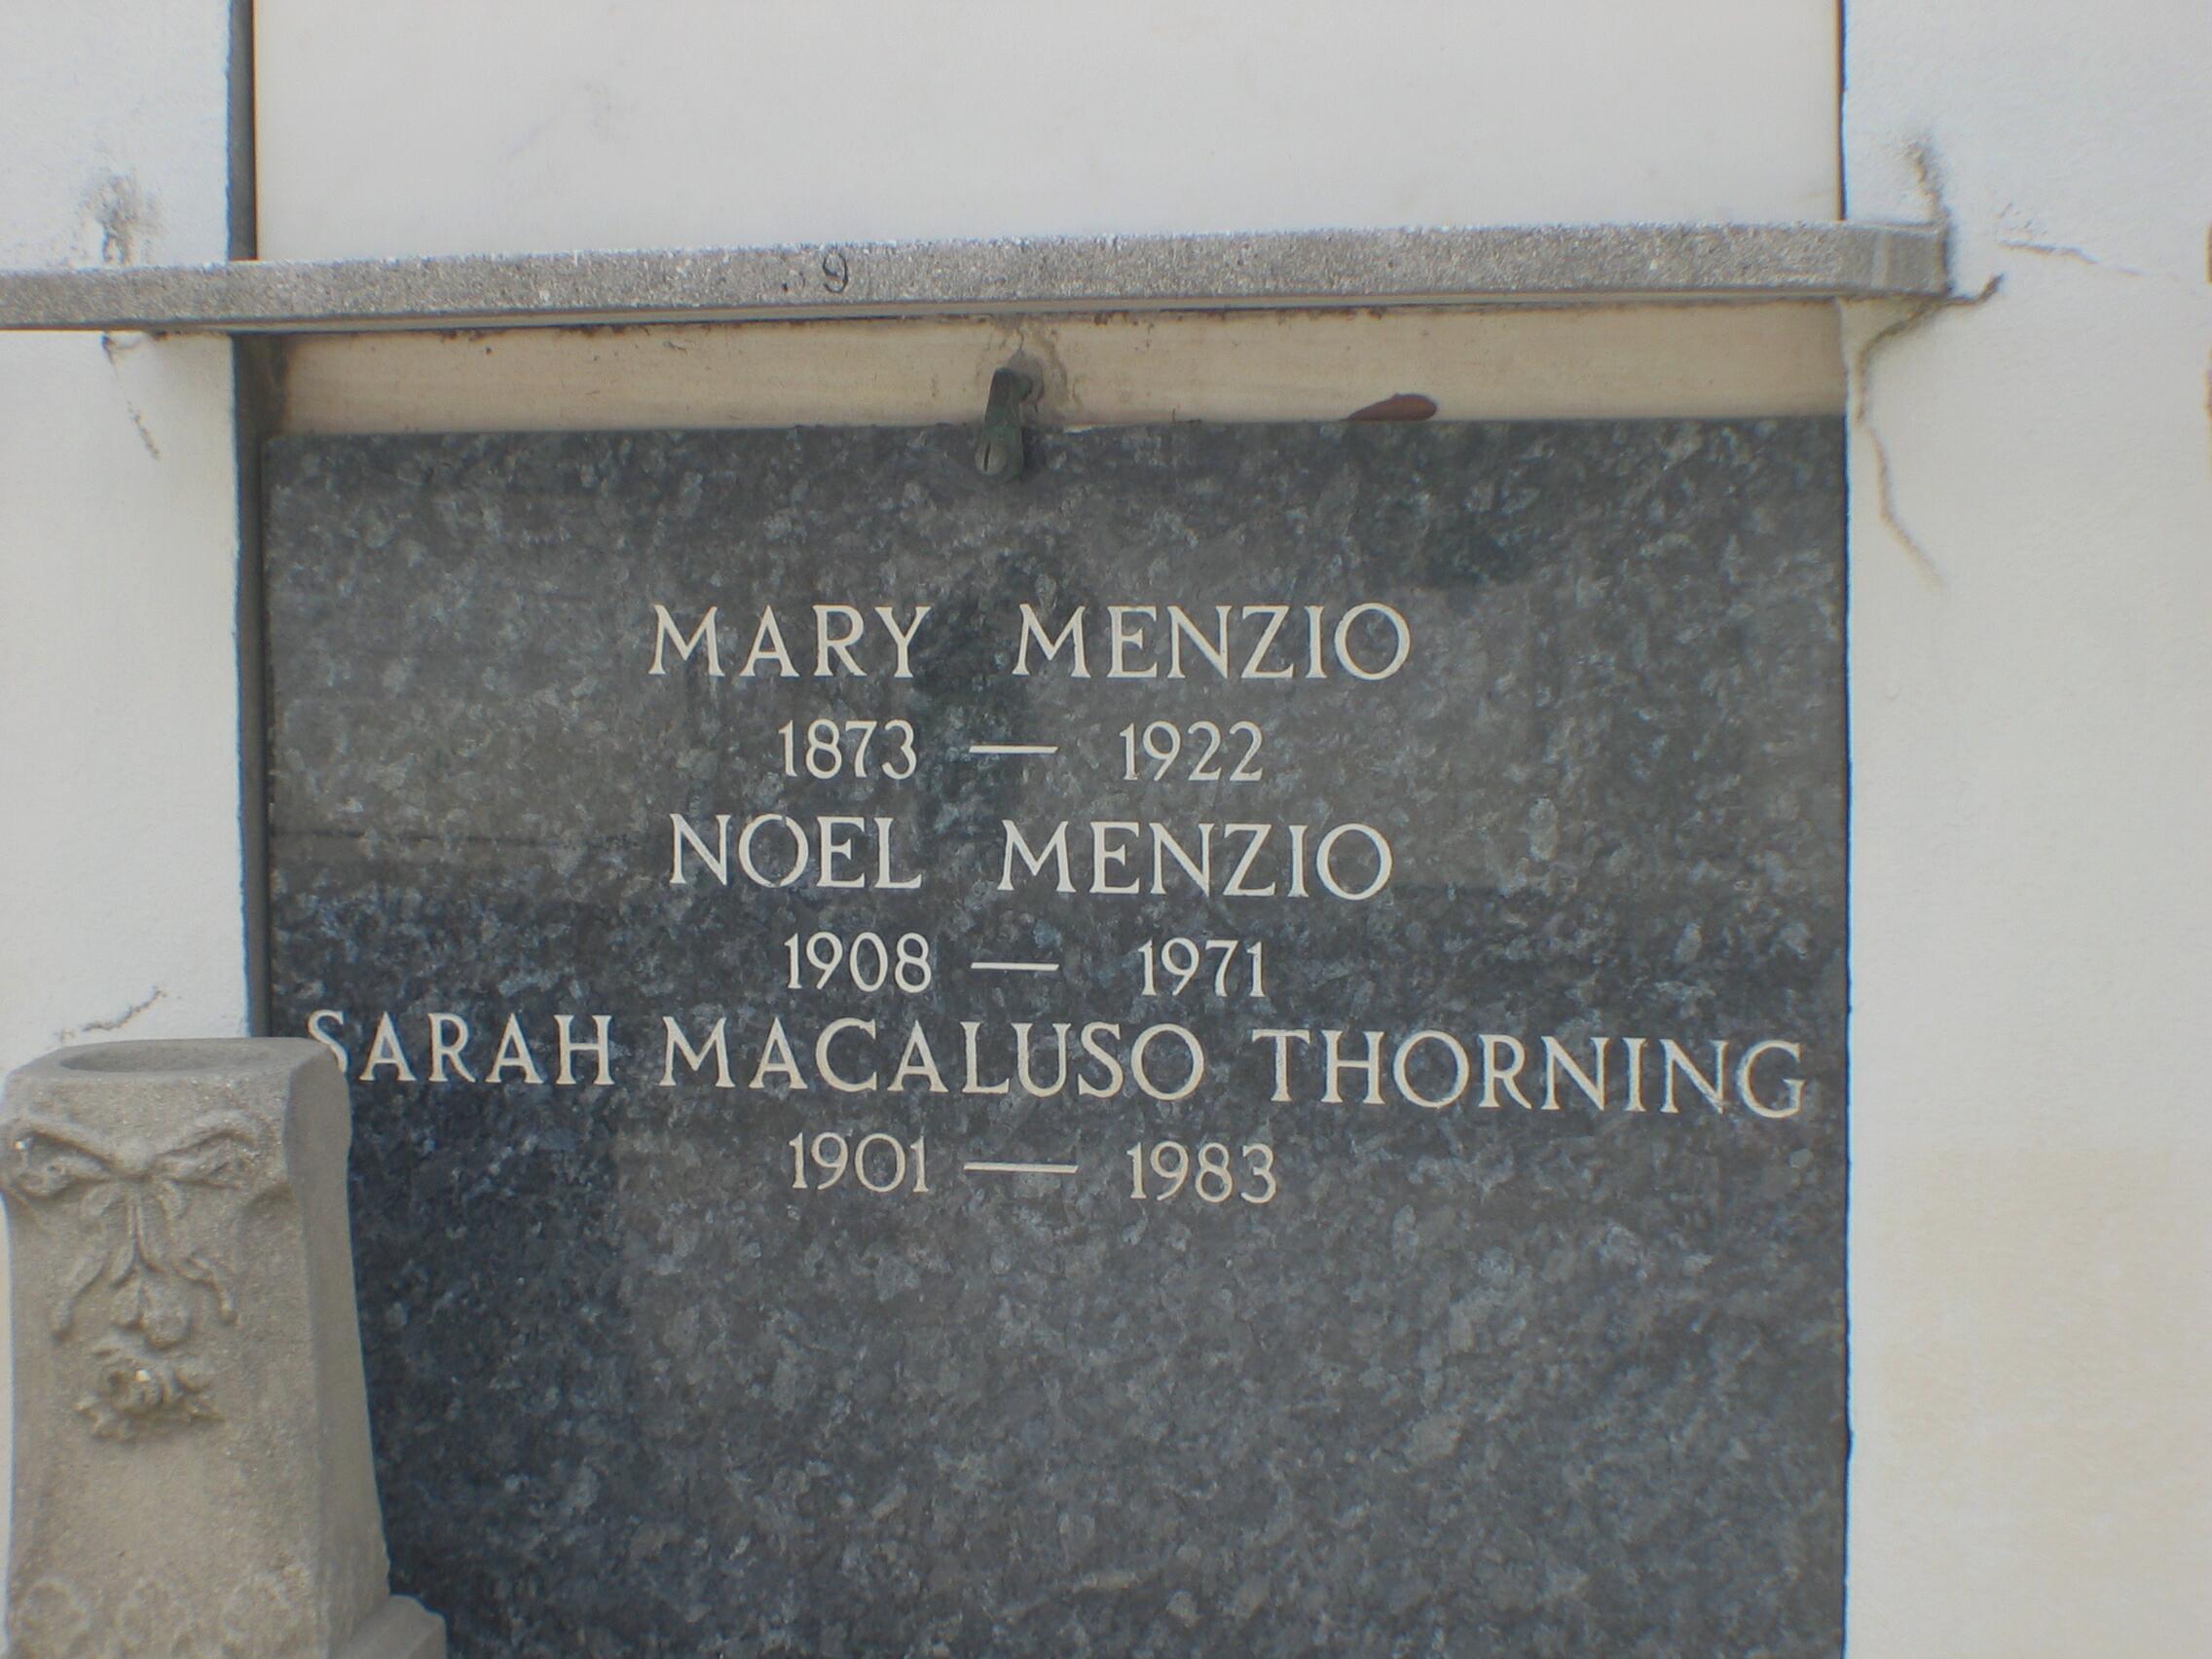 9
MARY MENZIO
1873 — 1922
NOEL MENZIO
1908 — 1971
SARAH MACALUSO THORNING
1901 — 1983